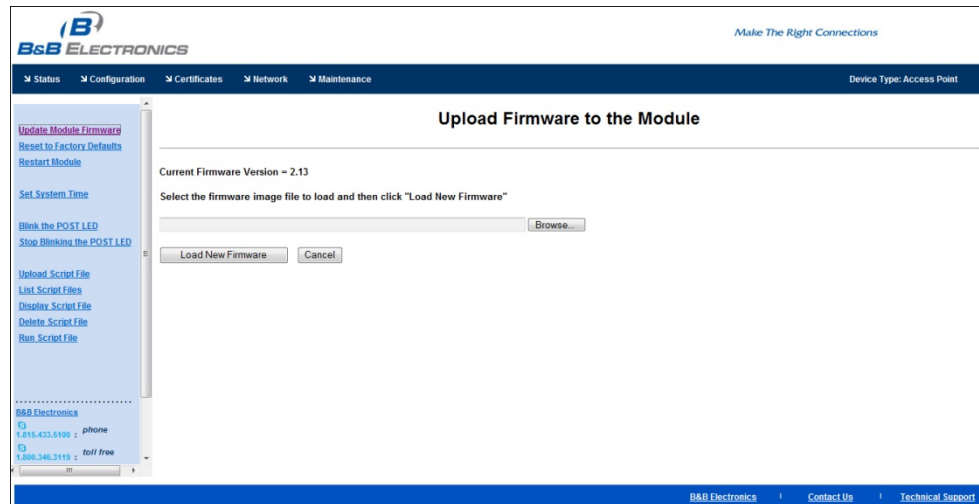 B
B&B ELECTRONICS
Make The Right Connections
Status Configuration Certificates Network Maintenance Device Type: Access Point
Update Module Firmware
Reset to Factory Defaults
Restart Module
Set System Time
Blink the POST LED
Stop Blinking the POST LED
Upload Script File
List Script Files
Display Script File
Delete Script File
Run Script File
B&B Electronics
1.815.433.5100 : phone
1.800.346.3119 : toll free
Upload Firmware to the Module
Current Firmware Version = 2.13
Select the firmware image file to load and then click "Load New Firmware"
Browse...
Load New Firmware Cancel
B&B Electronics | Contact Us | Technical Support